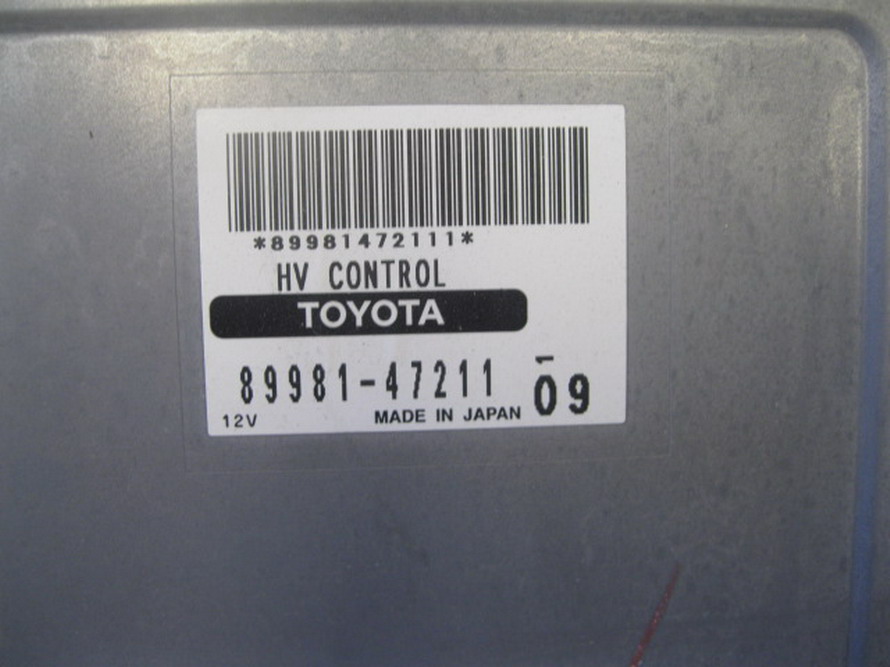 *89981472111*
HV CONTROL
TOYOTA
89981-47211 09
1
12V MADE IN JAPAN